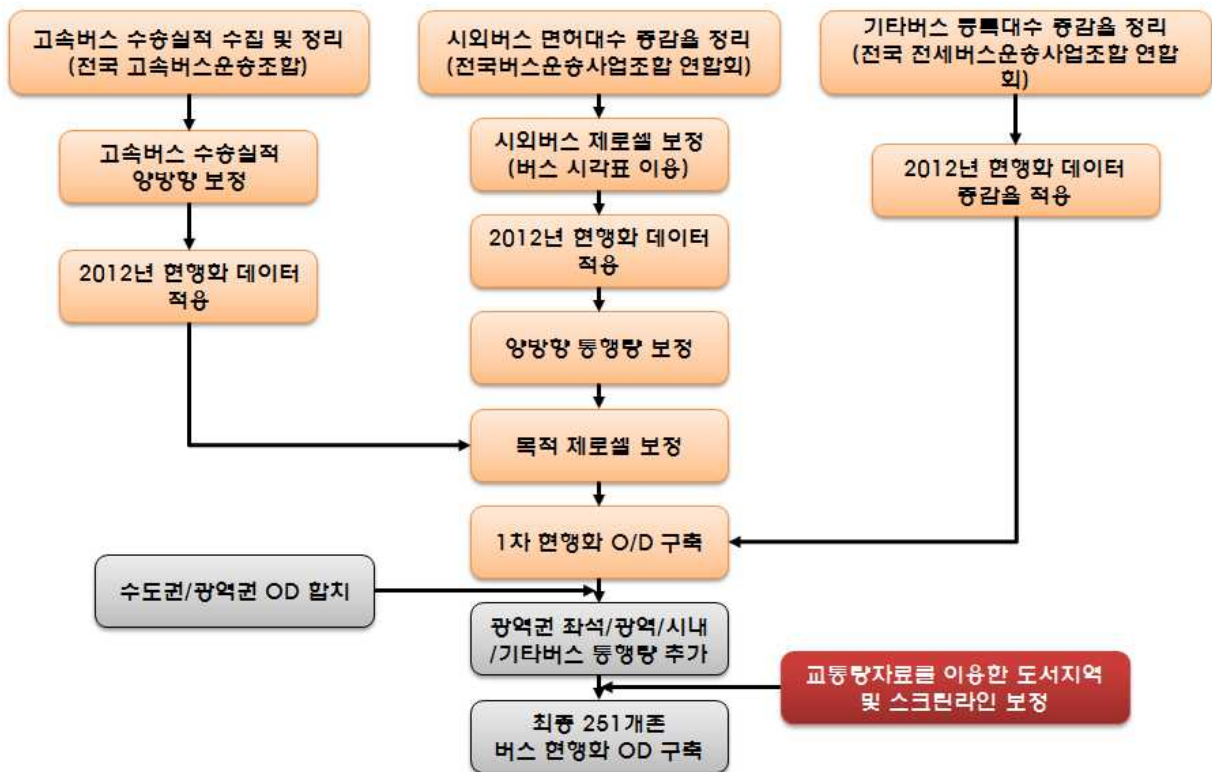 고속버스 수송실적 수집 및 정리
(전국 고속버스운송조합)
시외버스 면허대수 증감율 정리
(전국버스운송사업조합 연합회)
기타버스 등록대수 증감율 정리
(전국 전세버스운송사업조합 연합
회)
고속버스 수송실적
양방향 보정
시외버스 제로셀 보정
(버스 시각표 이용)
2012년 현행화 데이터
증감율 적용
2012년 현행화 데이터
적용
2012년 현행화 데이터
적용
양방향 통행량 보정
목적 제로셀 보정
1차 현행화 O/D 구축
수도권/광역권 OD 합치
광역권 좌석/광역/시내
/기타버스 통행량 추가
교통량자료를 이용한 도서지역
및 스크린라인 보정
최종 251개존
버스 현행화 OD 구축